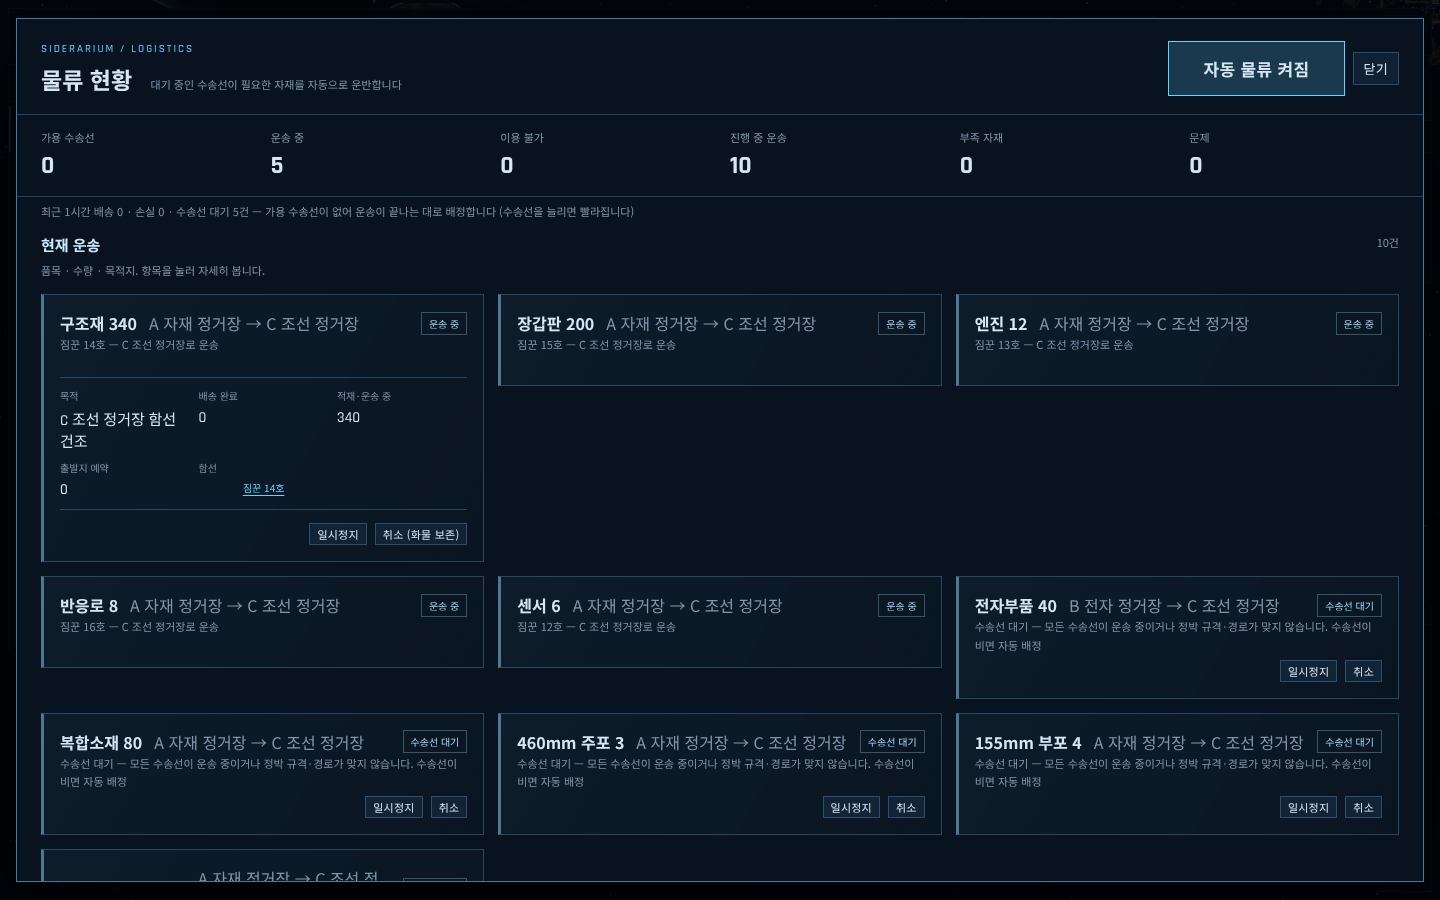 SIDERARIUM / LOGISTICS
물류 현황 대기 중인 수송선이 필요한 자재를 자동으로 운반합니다
자동 물류 켜짐
닫기
가용 수송선
0
운송 중
5
이용 불가
0
진행 중 운송
10
부족 자재
0
문제
0
최근 1시간 배송 0 · 손실 0 · 수송선 대기 5건 — 가용 수송선이 없어 운송이 끝나는 대로 배정합니다 (수송선을 늘리면 빨라집니다)
현재 운송
10건
품목 · 수량 · 목적지. 항목을 눌러 자세히 봅니다.
구조재 340 A 자재 정거장 → C 조선 정거장
운송 중
짐꾼 14호 — C 조선 정거장로 운송
목적
C 조선 정거장 함선
건조
배송 완료
0
적재·운송 중
340
출발지 예약
0
함선
짐꾼 14호
일시정지
취소 (화물 보존)
장갑판 200 A 자재 정거장 → C 조선 정거장
운송 중
짐꾼 15호 — C 조선 정거장로 운송
엔진 12 A 자재 정거장 → C 조선 정거장
운송 중
짐꾼 13호 — C 조선 정거장로 운송
반응로 8 A 자재 정거장 → C 조선 정거장
운송 중
짐꾼 16호 — C 조선 정거장로 운송
센서 6 A 자재 정거장 → C 조선 정거장
운송 중
짐꾼 12호 — C 조선 정거장로 운송
전자부품 40 B 전자 정거장 → C 조선 정거장
수송선 대기
수송선 대기 — 모든 수송선이 운송 중이거나 정박 규격·경로가 맞지 않습니다. 수송선이
비면 자동 배정
일시정지
취소
복합소재 80 A 자재 정거장 → C 조선 정거장
수송선 대기
수송선 대기 — 모든 수송선이 운송 중이거나 정박 규격·경로가 맞지 않습니다. 수송선이
비면 자동 배정
일시정지
취소
460mm 주포 3 A 자재 정거장 → C 조선 정거장
수송선 대기
수송선 대기 — 모든 수송선이 운송 중이거나 정박 규격·경로가 맞지 않습니다. 수송선이
비면 자동 배정
일시정지
취소
155mm 부포 4 A 자재 정거장 → C 조선 정거장
수송선 대기
수송선 대기 — 모든 수송선이 운송 중이거나 정박 규격·경로가 맞지 않습니다. 수송선이
비면 자동 배정
일시정지
취소
A 자재 정거장 → C 조선 정